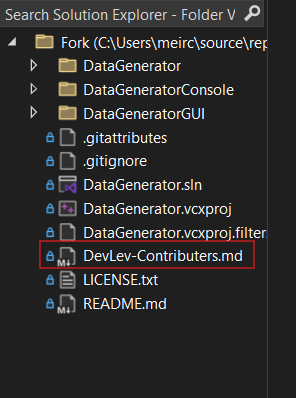 Search Solution Explorer - Folder V
Fork (C:\Users\meirc\source\rep
DataGenerator
DataGeneratorConsole
DataGeneratorGUI
.gitattributes
.gitignore
DataGenerator.sln
DataGenerator.vcxproj
DataGenerator.vcxproj.filter
DevLev-Contributers.md
LICENSE.txt
README.md